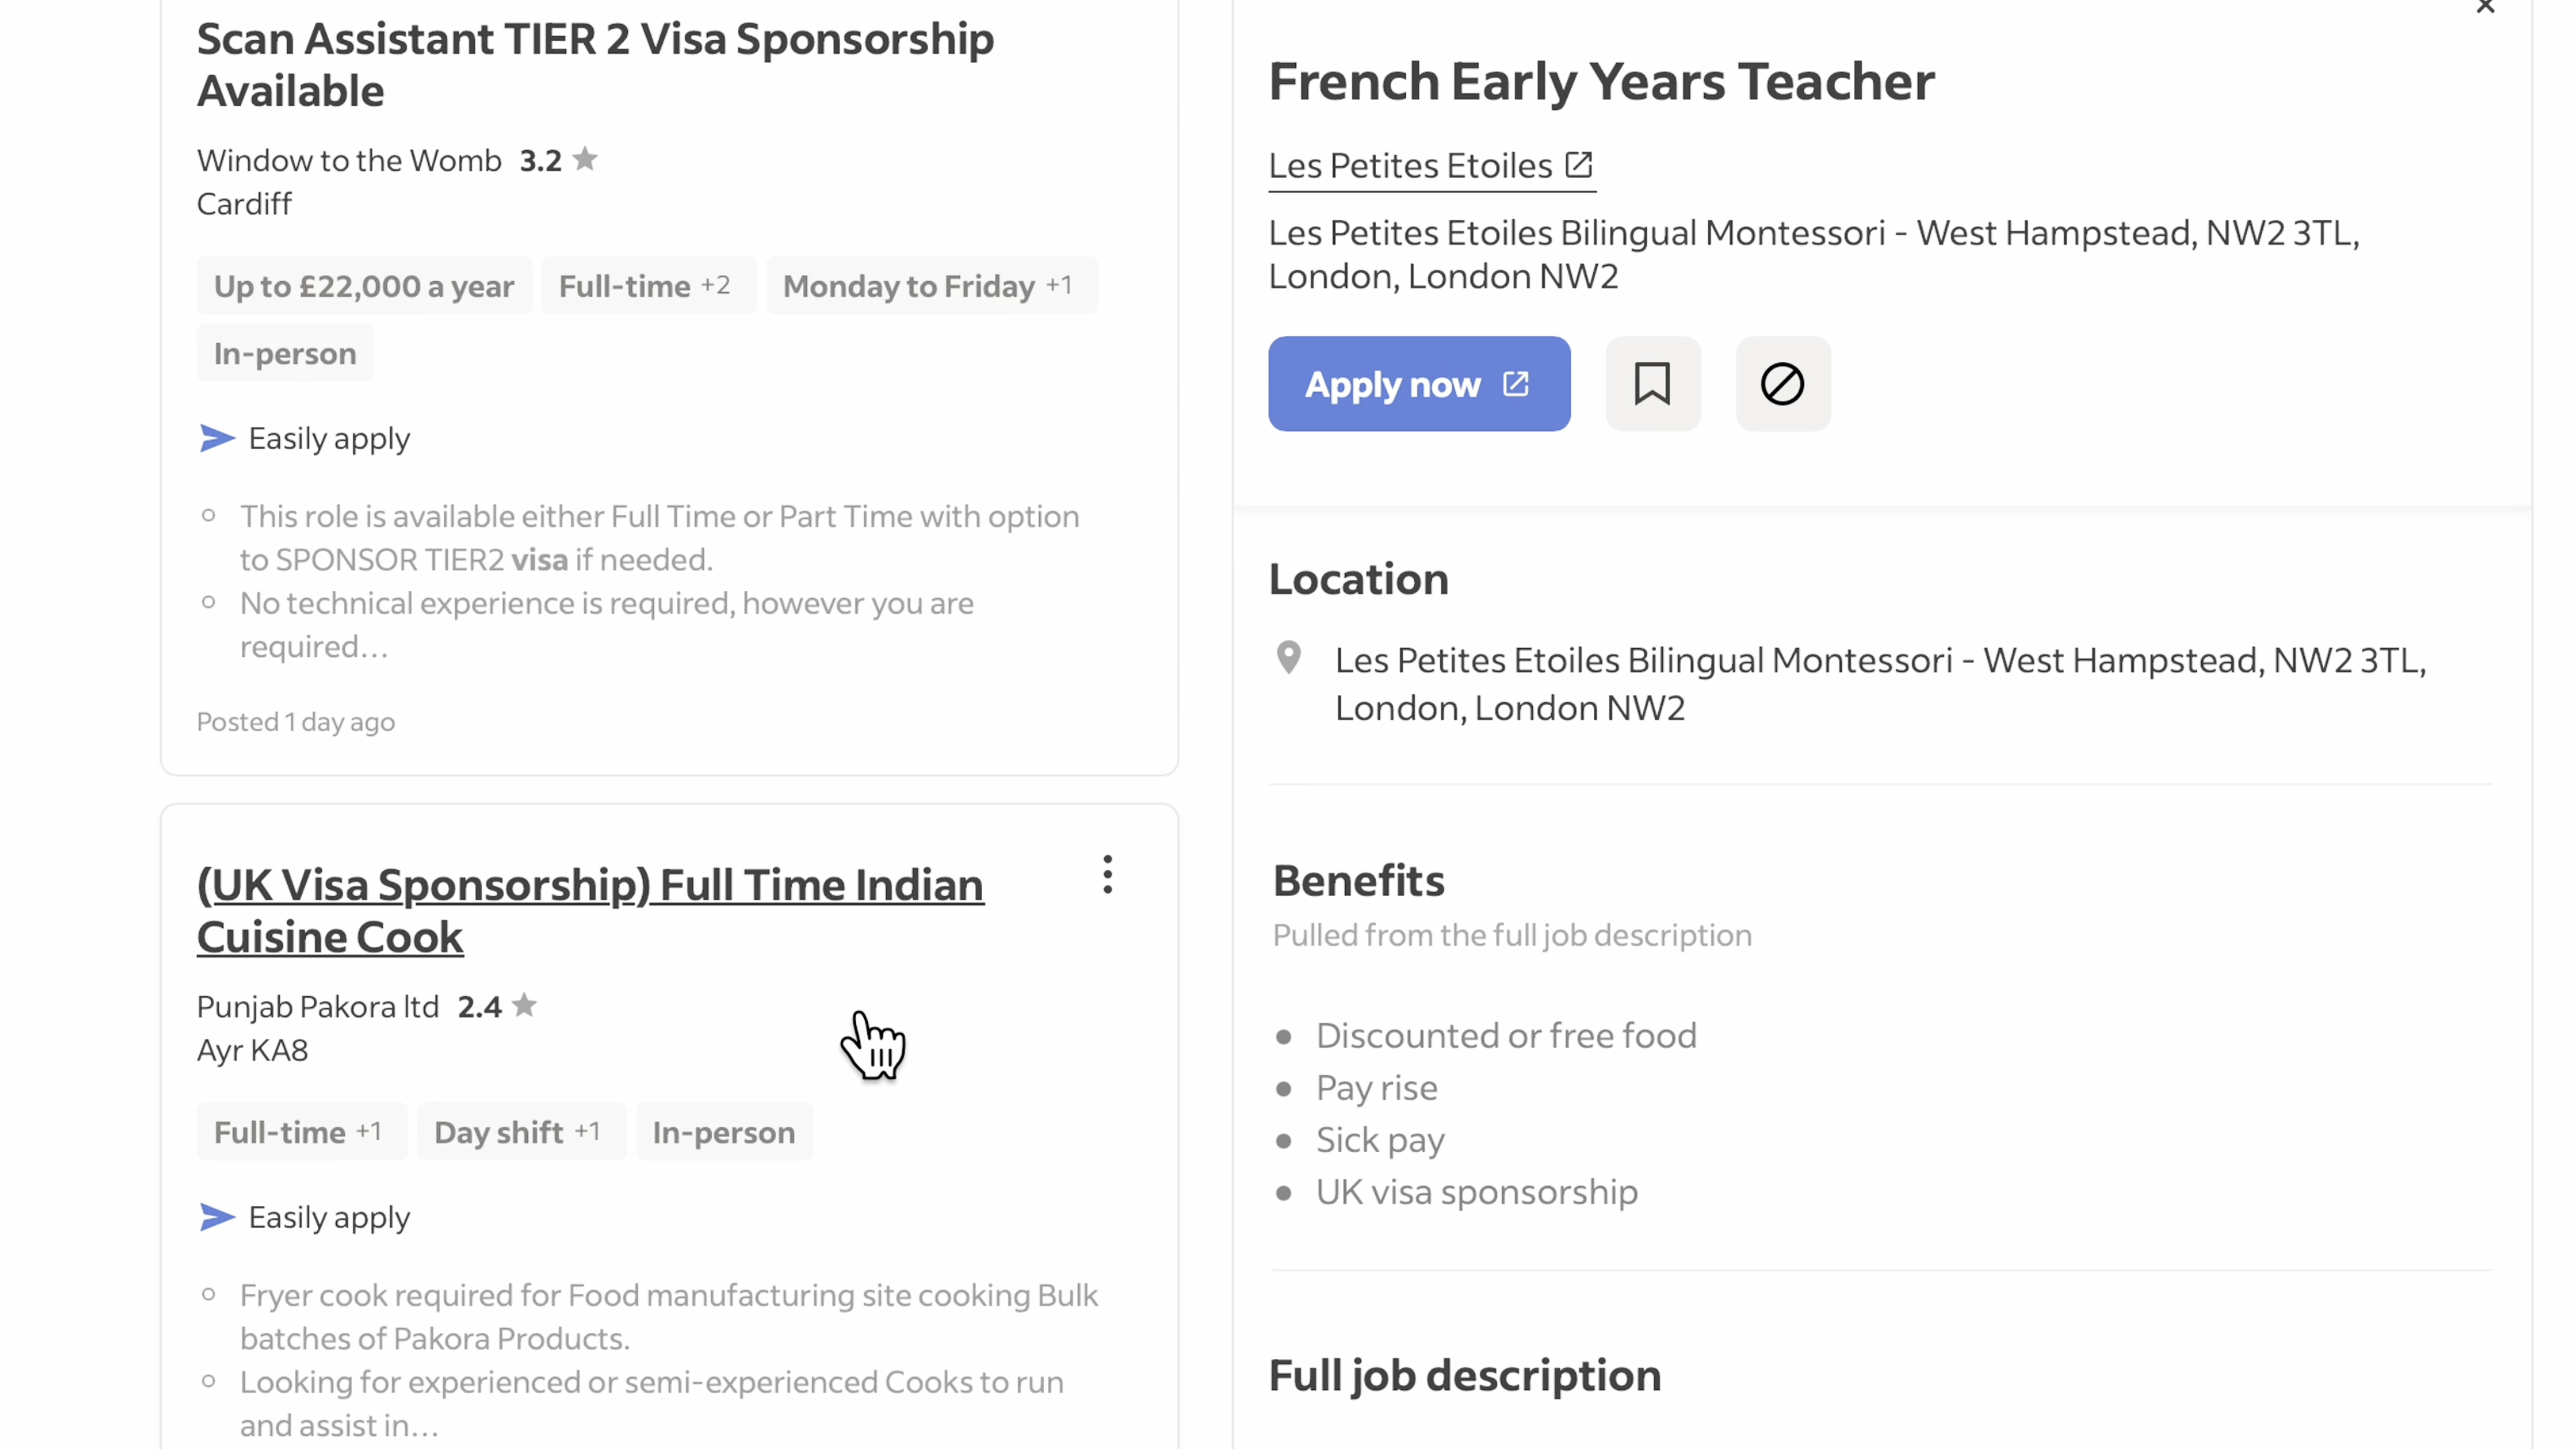 Scan Assistant TIER 2 Visa Sponsorship
Available
Window to the Womb 3.2
Cardiff
Up to £22,000 a year
Full-time +2
Monday to Friday +1
In-person
Easily apply
This role is available either Full Time or Part Time with option
to SPONSOR TIER2 visa if needed.
No technical experience is required, however you are
required...
Posted 1 day ago
(UK Visa Sponsorship) Full Time Indian
Cuisine Cook
Punjab Pakora ltd 2.4
Ayr KA8
Full-time +1
Day shift +1
In-person
Easily apply
Fryer cook required for Food manufacturing site cooking Bulk
batches of Pakora Products.
Looking for experienced or semi-experienced Cooks to run
and assist in...
French Early Years Teacher
Les Petites Etoiles
Les Petites Etoiles Bilingual Montessori - West Hampstead, NW2 3TL,
London, London NW2
Apply now
Location
Les Petites Etoiles Bilingual Montessori - West Hampstead, NW2 3TL,
London, London NW2
Benefits
Pulled from the full job description
Discounted or free food
Pay rise
Sick pay
UK visa sponsorship
Full job description